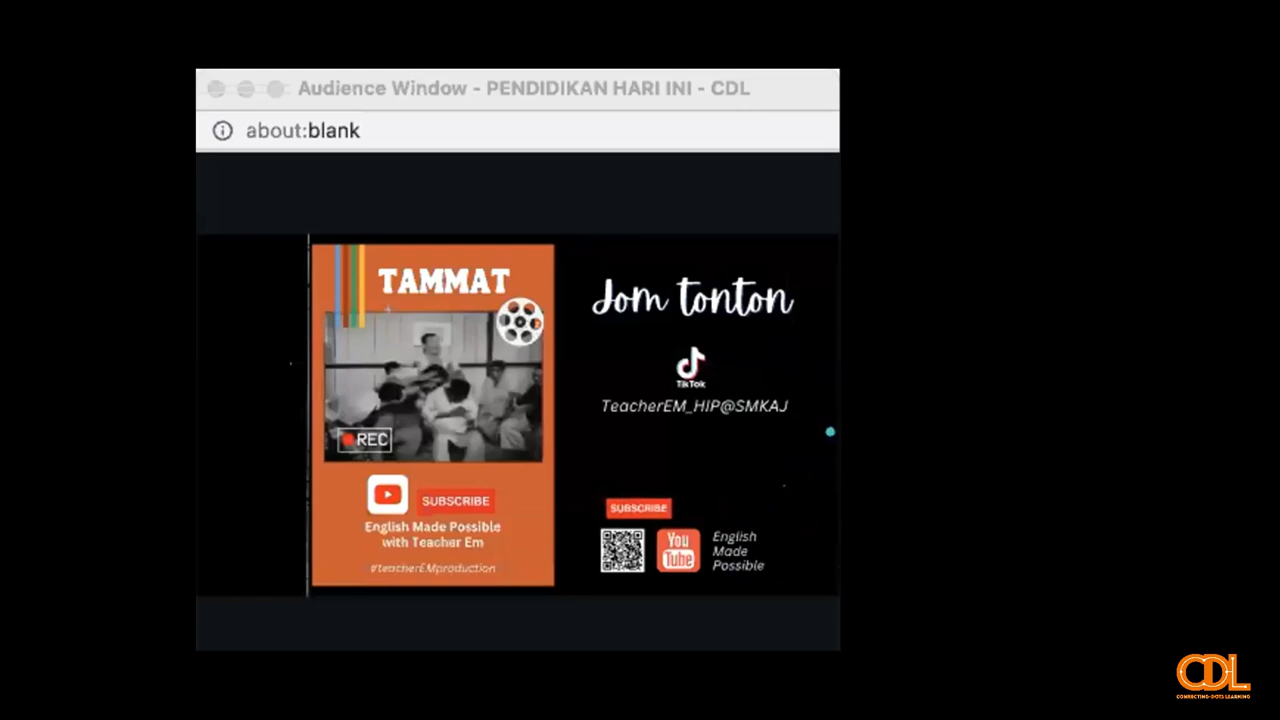 Audience Window - PENDIDIKAN HARI INI - CDL
about:blank
TAMMAT
REC
SUBSCRIBE
English Made Possible
with Teacher Em
#teacherEMproduction
Jom tonton
TikTok
TeacherEM_HIP@SMKAJ
SUBSCRIBE
You
Tube
English
Made
Possible
CDL
CONNECTING-DOTS LEARNING